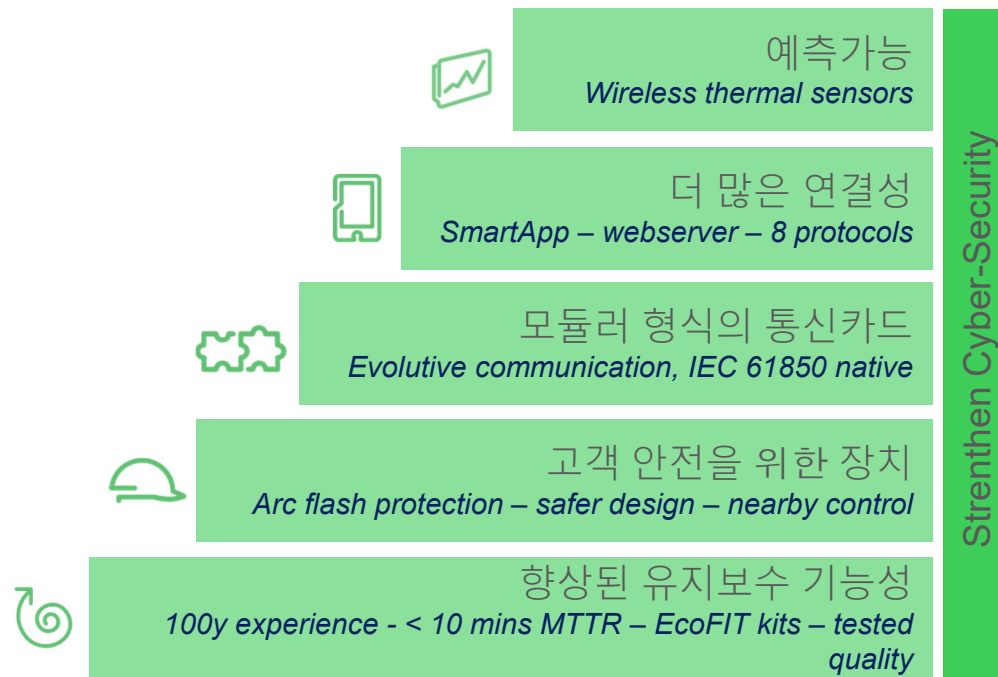 예측가능
Wireless thermal sensors
더 많은 연결성
SmartApp – webserver – 8 protocols
모듈러 형식의 통신카드
Evolutive communication, IEC 61850 native
고객 안전을 위한 장치
Arc flash protection – safer design – nearby control
향상된 유지보수 기능성
100y experience - < 10 mins MTTR – EcoFIT kits – tested
quality
Strenthen Cyber-Security